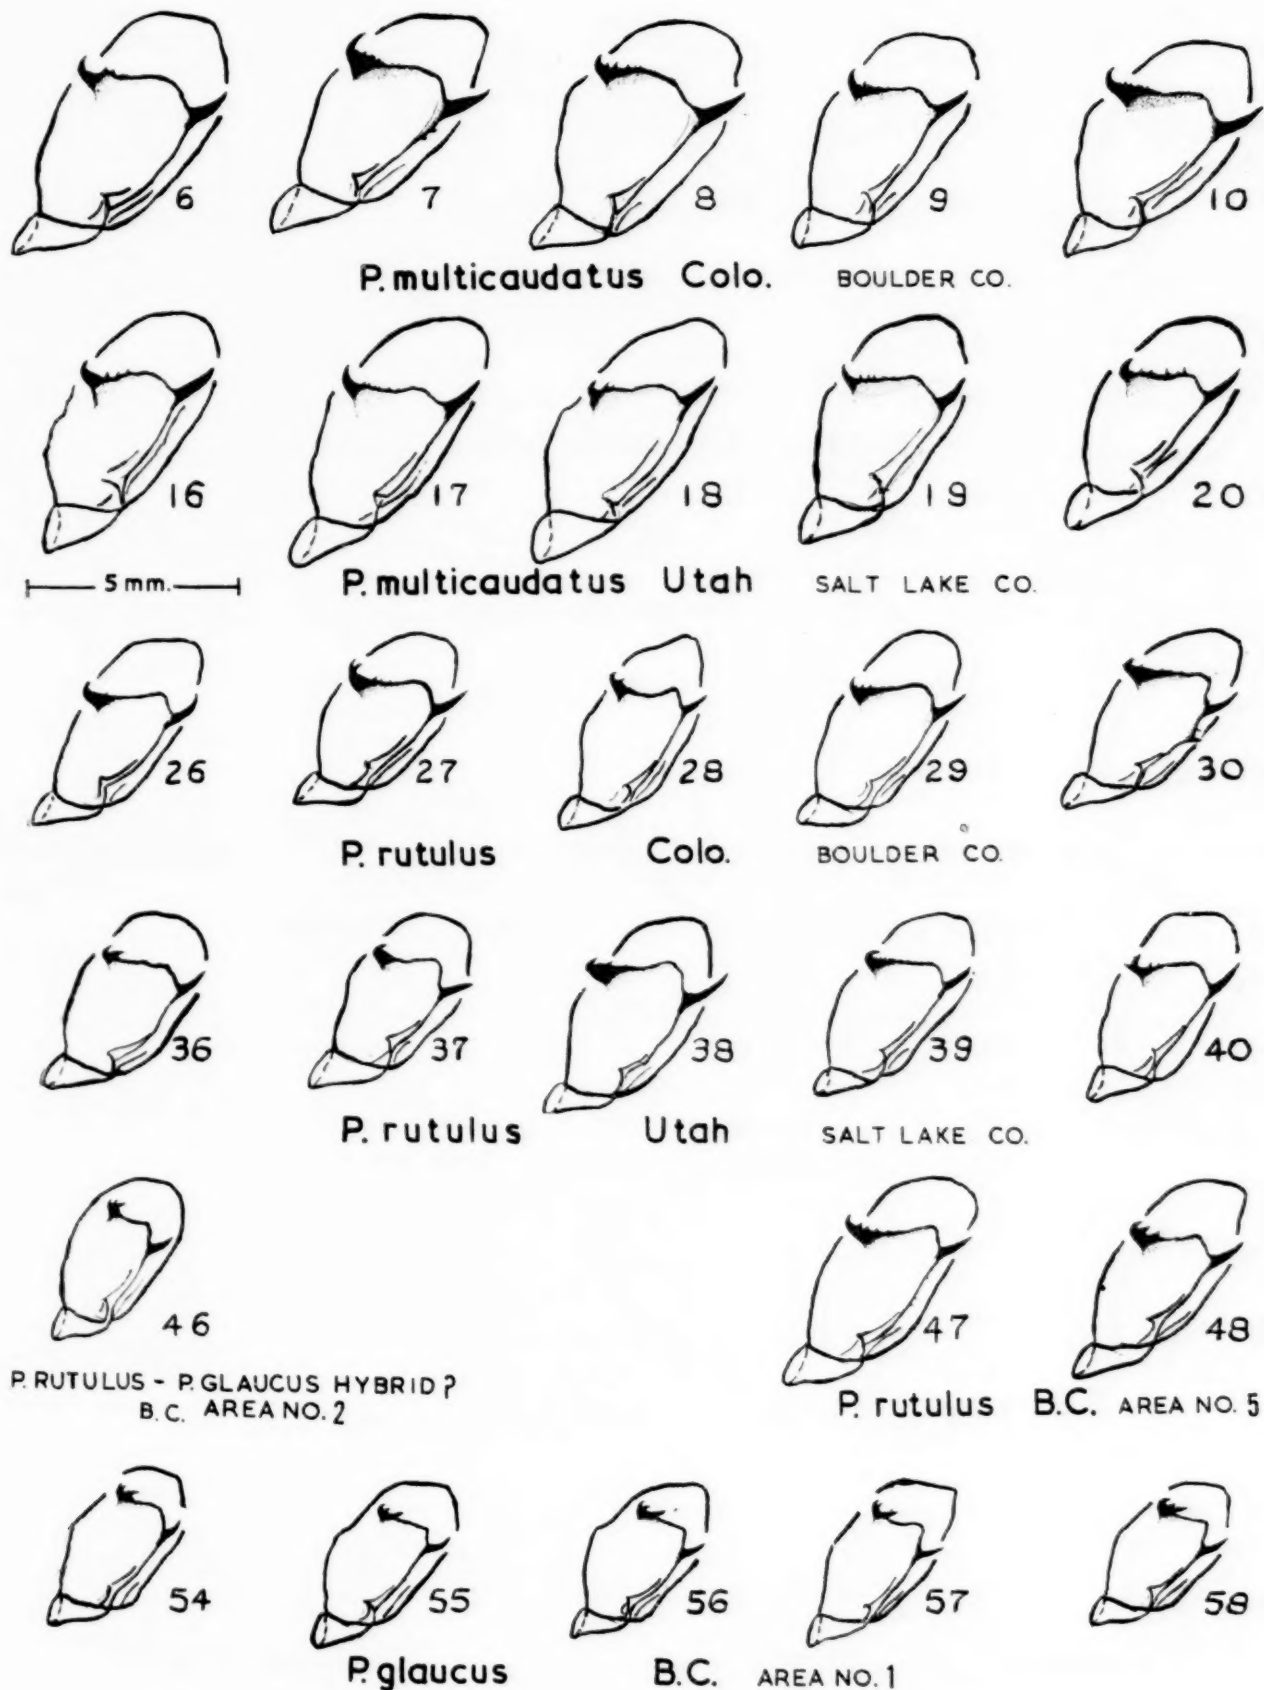 6 7 8 9 10
P. multicaudatus Colo. BOULDER CO.
16 17 18 19 20
5 mm. P. multicaudatus Utah SALT LAKE CO.
26 27 28 29 30
P. rutulus Colo. BOULDER CO.
36 37 38 39 40
P. rutulus Utah SALT LAKE CO.
46 47 48
P. RUTULUS - P. GLAUCUS HYBRID?
B.C. AREA NO. 2
P. rutulus B.C. AREA NO. 5
54 55 56 57 58
P. glaucus B.C. AREA NO. 1